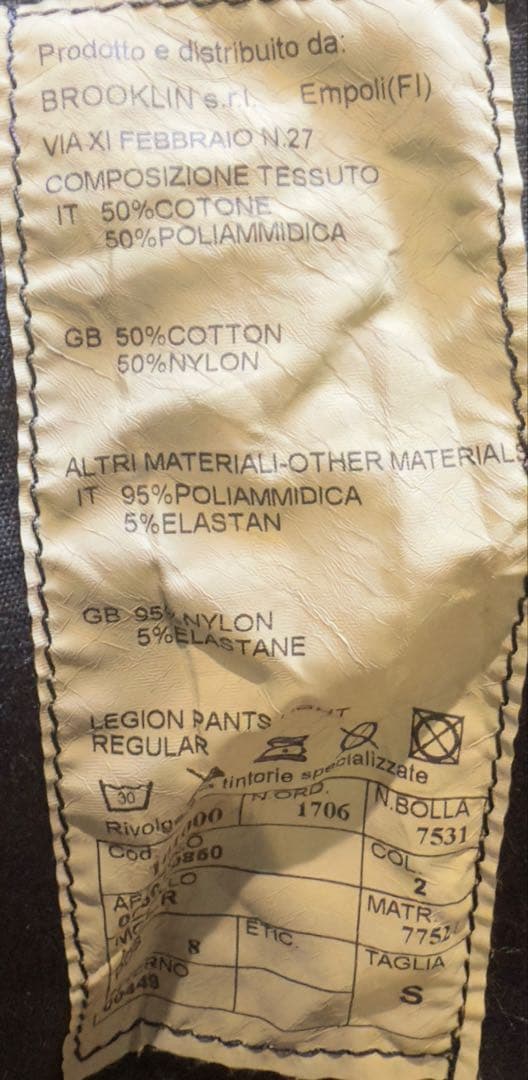 Prodotto e distribuito da:
BROOKLIN s.r.l. Empoli(FI)
VIA XI FEBBRAIO N.27
COMPOSIZIONE TESSUTO
IT 50%COTONE
50%POLIAMMIDICA
GB 50%COTTON
50%NYLON
ALTRI MATERIALI-OTHER MATERIALS
IT 95%POLIAMMIDICA
5%ELASTAN
GB 95% NYLON
5%ELASTANE
LEGION PANTS
REGULAR
30
tintorie specializzate
N.ORD. N.BOLLA
1706 7531
Cod COL.
2
MATR.
ETIC. TAGLIA
8 S